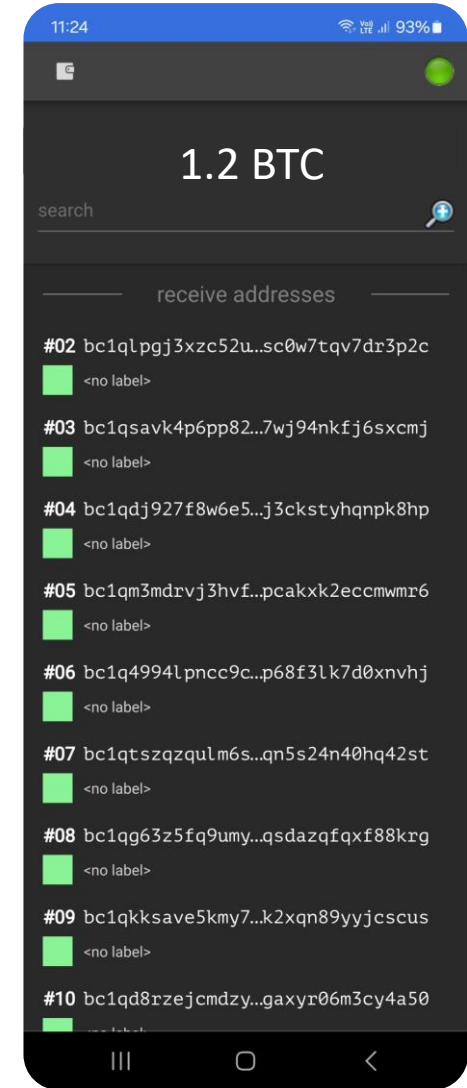 11:24 Vo)) LTE 93%
1.2 BTC
search
receive addresses
#02 bc1qlpgj3xzc52u…sc0w7tqv7dr3p2c
<no label>
#03 bc1qsavk4p6pp82…7wj94nkfj6sxcmj
<no label>
#04 bc1qdj927f8w6e5…j3ckstyhqnpk8hp
<no label>
#05 bc1qm3mdrvj3hvf…pcakxk2eccmwmr6
<no label>
#06 bc1q4994lpncc9c…p68f3lk7d0xnvhj
<no label>
#07 bc1qtszqzqulm6s…qn5s24n40hq42st
<no label>
#08 bc1qg63z5fq9umy…qsdazqfqxf88krg
<no label>
#09 bc1qkksave5kmy7…k2xqn89yyjcscus
<no label>
#10 bc1qd8rzejcmdzy…gaxyr06m3cy4a50